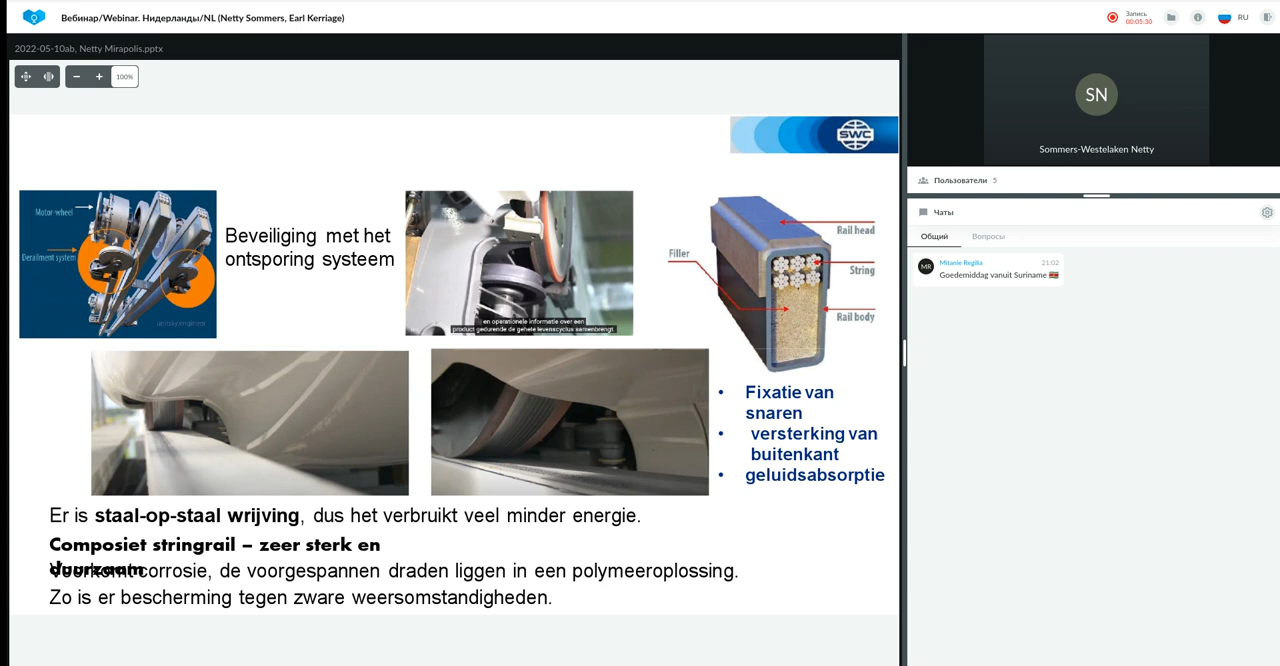 Вебинар/Webinar. Нидерланды/NL (Netty Sommers, Earl Kerriage)
Запись
00:05:30
RU
2022-05-10ab, Netty Mirapolis.pptx
100%
SWC
Motor-wheel
Derailment system
unitsky.engineer
Beveiliging met het
ontsporing systeem
en operationele informatie over een
product gedurende de gehele levenscyclus samenbrengt.
Rail head
Filler
String
Rail body
• Fixatie van
snaren
• versterking van
buitenkant
• geluidsabsorptie
Er is staal-op-staal wrijving, dus het verbruikt veel minder energie.
Composiet stringrail – zeer sterk en
duurzaam
Voorkomt corrosie, de voorgespannen draden liggen in een polymeeroplossing.
Zo is er bescherming tegen zware weersomstandigheden.
SN
Sommers-Westelaken Netty
Пользователи 5
Чаты
Общий Вопросы
MR
Mitanie Regilia 21:02
Goedemiddag vanuit Suriname 🇸🇷